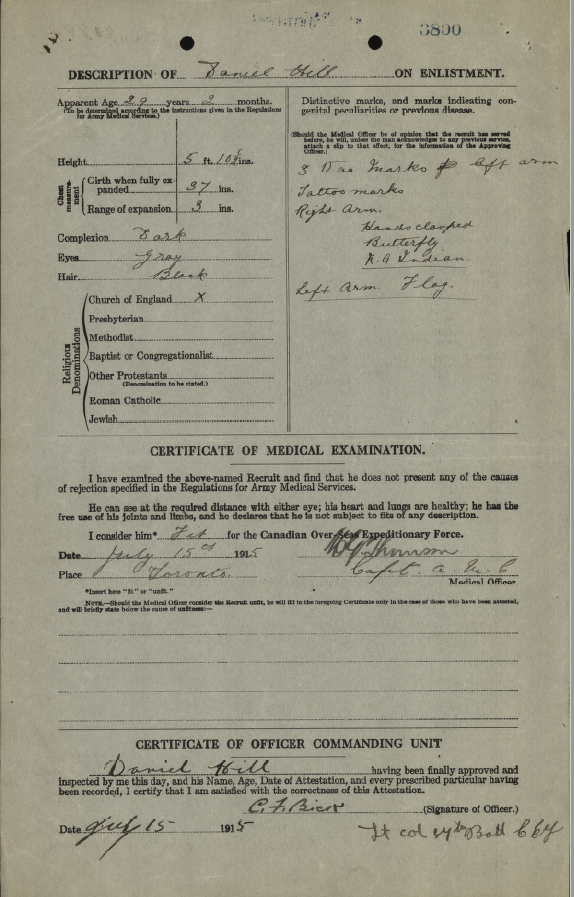 3800
DESCRIPTION OF Daniel Hill ON ENLISTMENT.
Apparent Age 29 years 2 months.
(To be determined according to the instructions given in the Regulations
for Army Medical Services.)
Height 5 ft. 10½ ins.
Chest measurement
Girth when fully expanded 37 ins.
Range of expansion 3 ins.
Complexion Dark
Eyes Gray
Hair Black
Religious Denominations
Church of England X
Presbyterian
Methodist
Baptist or Congregationalist
Other Protestants
(Denomination to be stated.)
Roman Catholic
Jewish
Distinctive marks, and marks indicating con-
genital peculiarities or previous disease.
(Should the Medical Officer be of opinion that the recruit has served
before, he will, unless the man acknowledges to any previous service,
attach a slip to that effect, for the information of the Approving
Officer.)
3 Vac Marks left arm
Tattoo marks
Right Arm.
Hands clasped
Butterfly
Indian.
Left Arm Flag.
CERTIFICATE OF MEDICAL EXAMINATION.
I have examined the above-named Recruit and find that he does not present any of the causes
of rejection specified in the Regulations for Army Medical Services.
He can see at the required distance with either eye; his heart and lungs are healthy; he has the
free use of his joints and limbs, and he declares that he is not subject to fits of any description.
I consider him* Fit for the Canadian Over-Seas Expeditionary Force.
Date July 15th 1915
Place Toronto.
Capt. A M C
Medical Officer
*Insert here "fit" or "unfit."
NOTE.—Should the Medical Officer consider the Recruit unfit, he will fill in the foregoing Certificate only in the case of those who have been attested,
and will briefly state below the cause of unfitness:—
CERTIFICATE OF OFFICER COMMANDING UNIT
Daniel Hill having been finally approved and
inspected by me this day, and his Name, Age, Date of Attestation, and every prescribed particular having
been recorded, I certify that I am satisfied with the correctness of this Attestation.
(Signature of Officer.)
Date July 15 1915
Lt col Batt